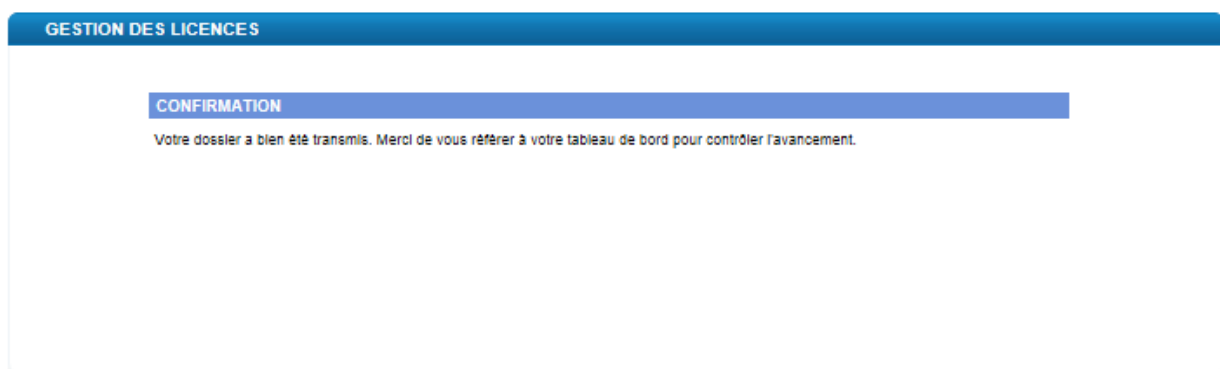 GESTION DES LICENCES
CONFIRMATION
Votre dossier a bien été transmis. Merci de vous référer à votre tableau de bord pour contrôler l'avancement.